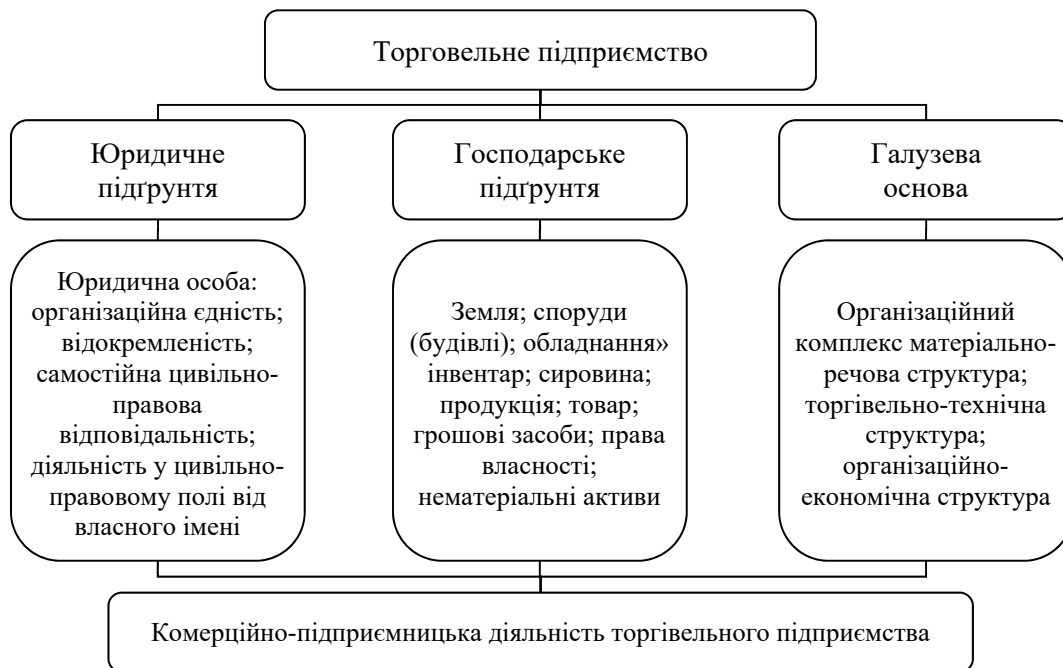 Торговельне підприємство
Юридичне
підґрунтя
Господарське
підґрунтя
Галузева
основа
Юридична особа:
організаційна єдність;
відокремленість;
самостійна цивільно-
правова
відповідальність;
діяльність у цивільно-
правовому полі від
власного імені
Земля; споруди
(будівлі); обладнання»
інвентар; сировина;
продукція; товар;
грошові засоби; права
власності;
нематеріальні активи
Організаційний
комплекс матеріально-
речова структура;
торгівельно-технічна
структура;
організаційно-
економічна структура
Комерційно-підприємницька діяльність торгівельного підприємства